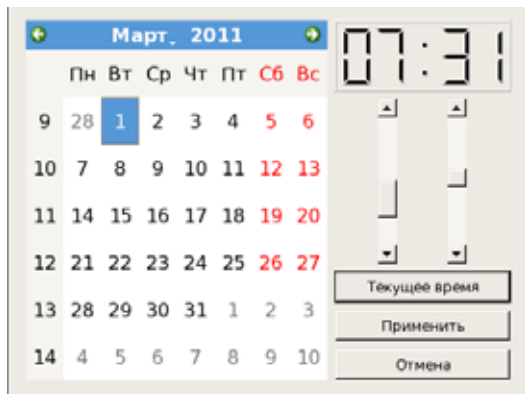 Март, 2011
07:31
Пн Вт Ср Чт Пт Сб Вс
9 28 1 2 3 4 5 6
10 7 8 9 10 11 12 13
11 14 15 16 17 18 19 20
12 21 22 23 24 25 26 27
13 28 29 30 31 1 2 3
14 4 5 6 7 8 9 10
Текущее время
Применить
Отмена